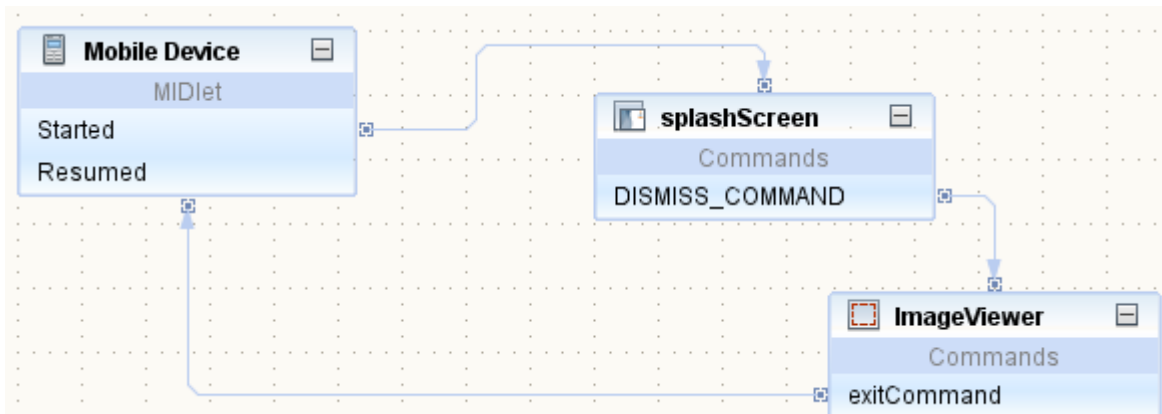 Mobile Device
MIDlet
Started
Resumed
splashScreen
Commands
DISMISS_COMMAND
ImageViewer
Commands
exitCommand